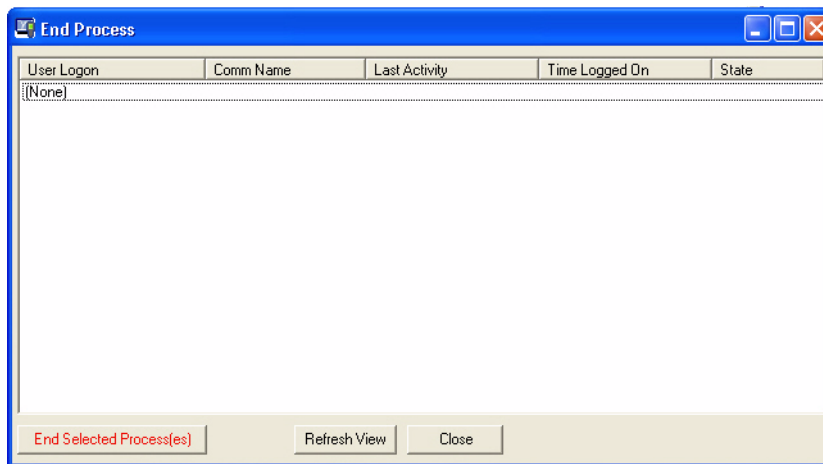 End Process
User Logon Comm Name Last Activity Time Logged On State
(None)
End Selected Process(es) Refresh View Close